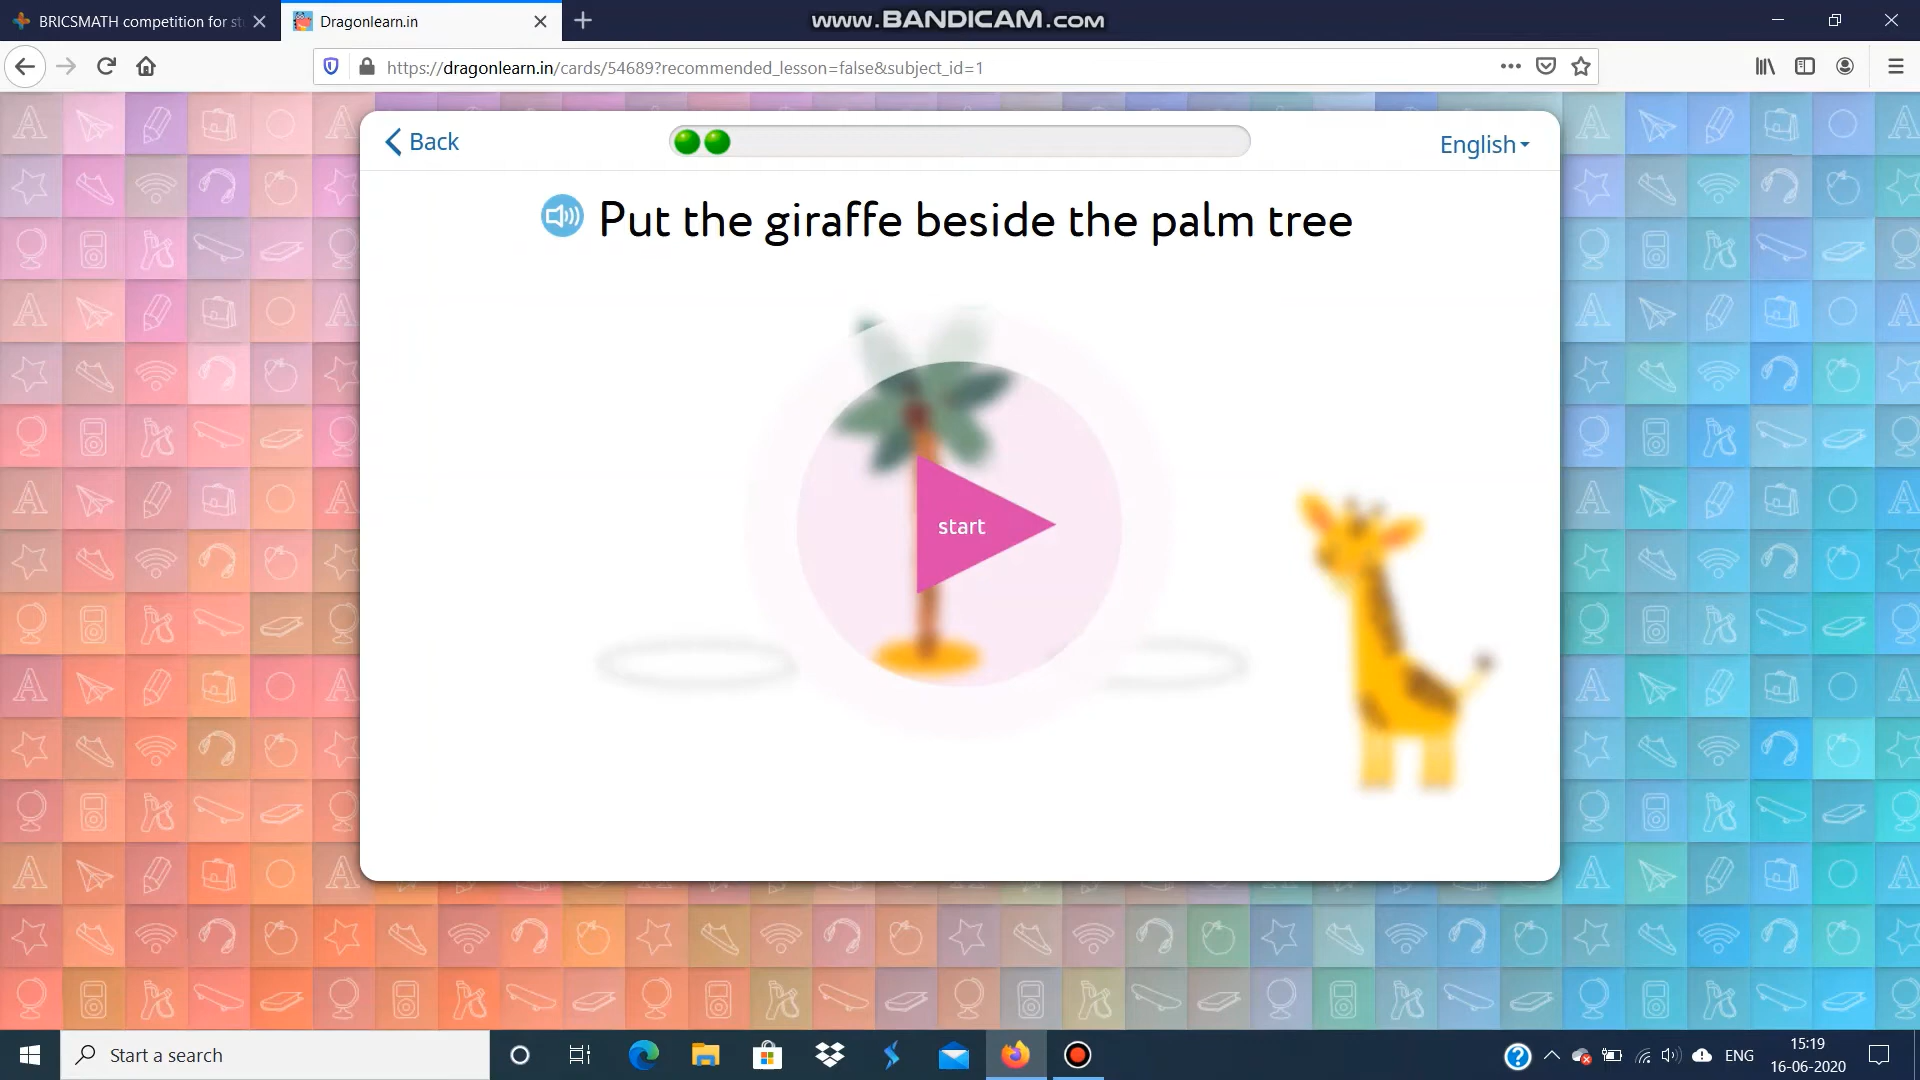 BRICSMATH competition for st
Dragonlearn.in
www.BANDICAM.com
https://dragonlearn.in/cards/54689?recommended_lesson=false&subject_id=1
Back
English
Put the giraffe beside the palm tree
start
Start a search
ENG
15:19
16-06-2020